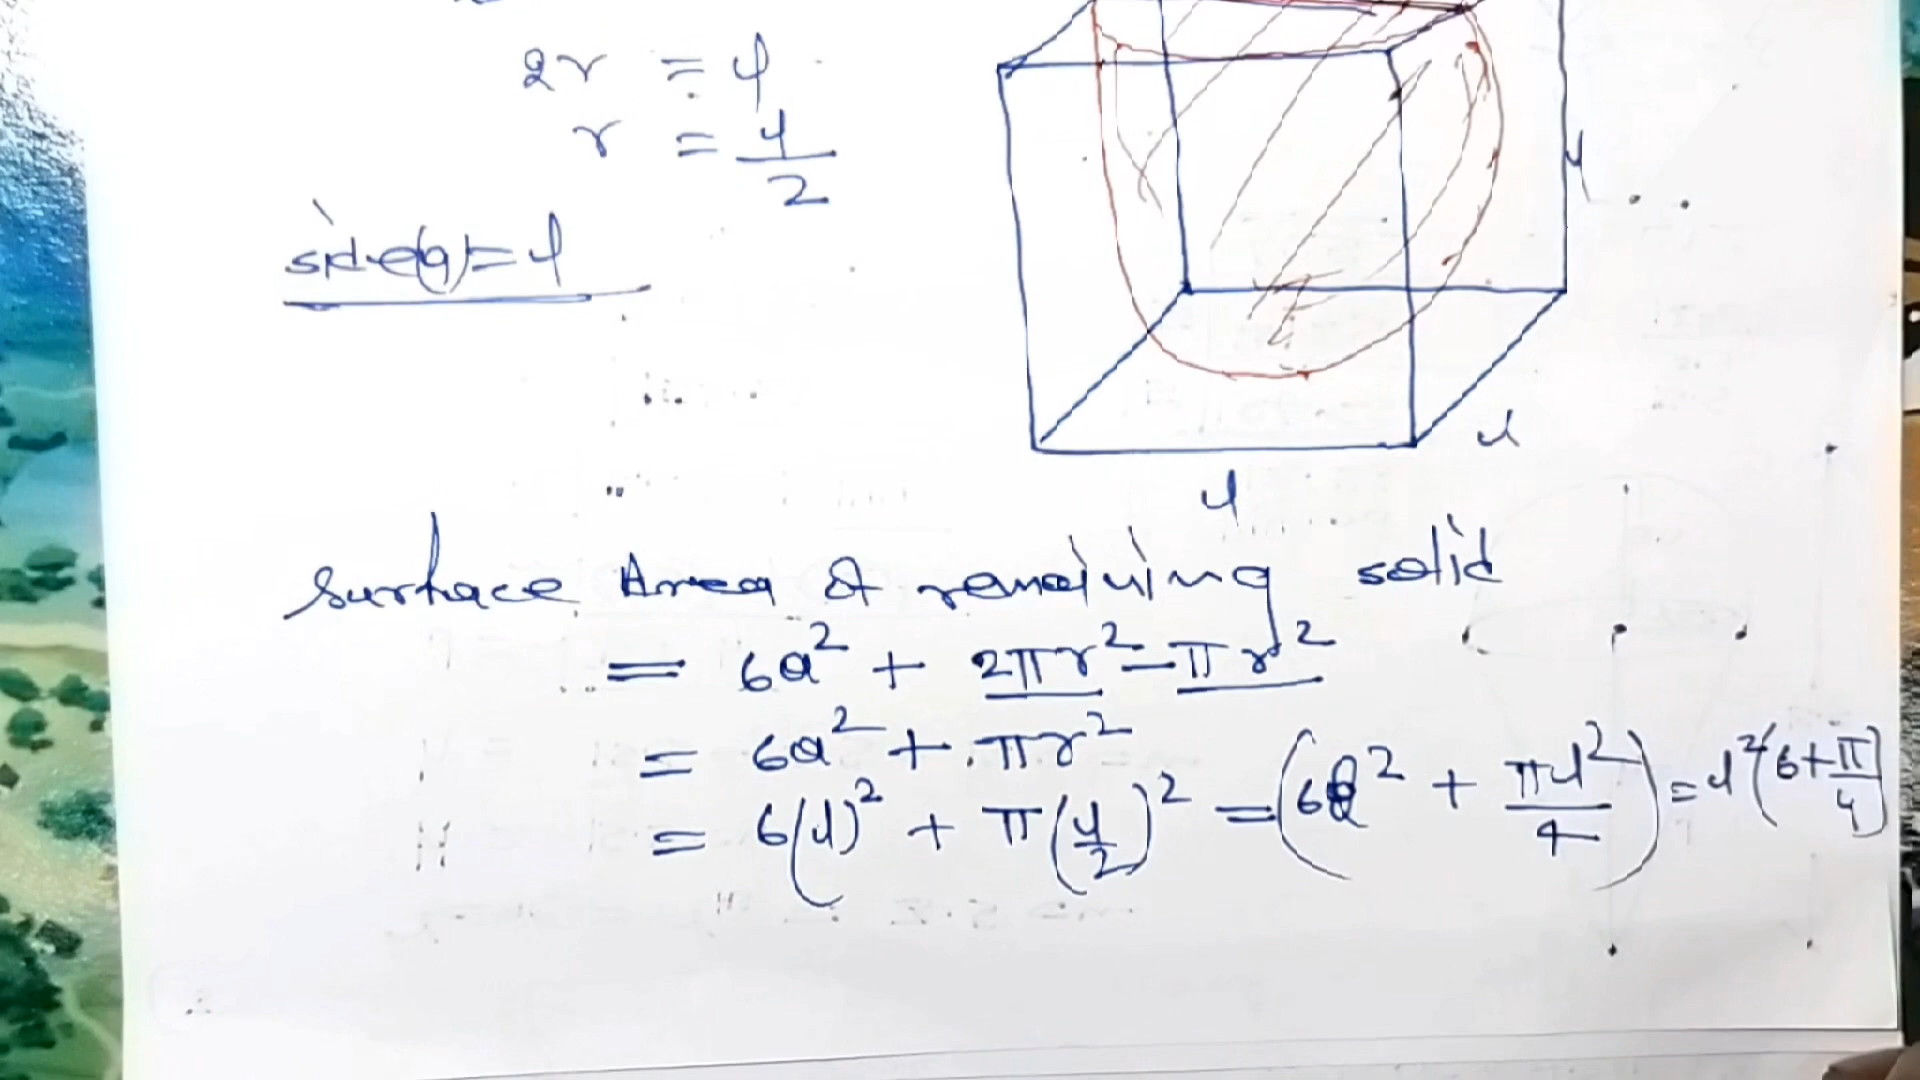 2r = l
r = l/2
side(a) = l
l
l
l
Surface Area of remaining solid
= 6a² + 2πr² - πr²
= 6a² + πr²
= 6(l)² + π(l/2)² = (6l² + πl²/4) = l²(6+π/4)